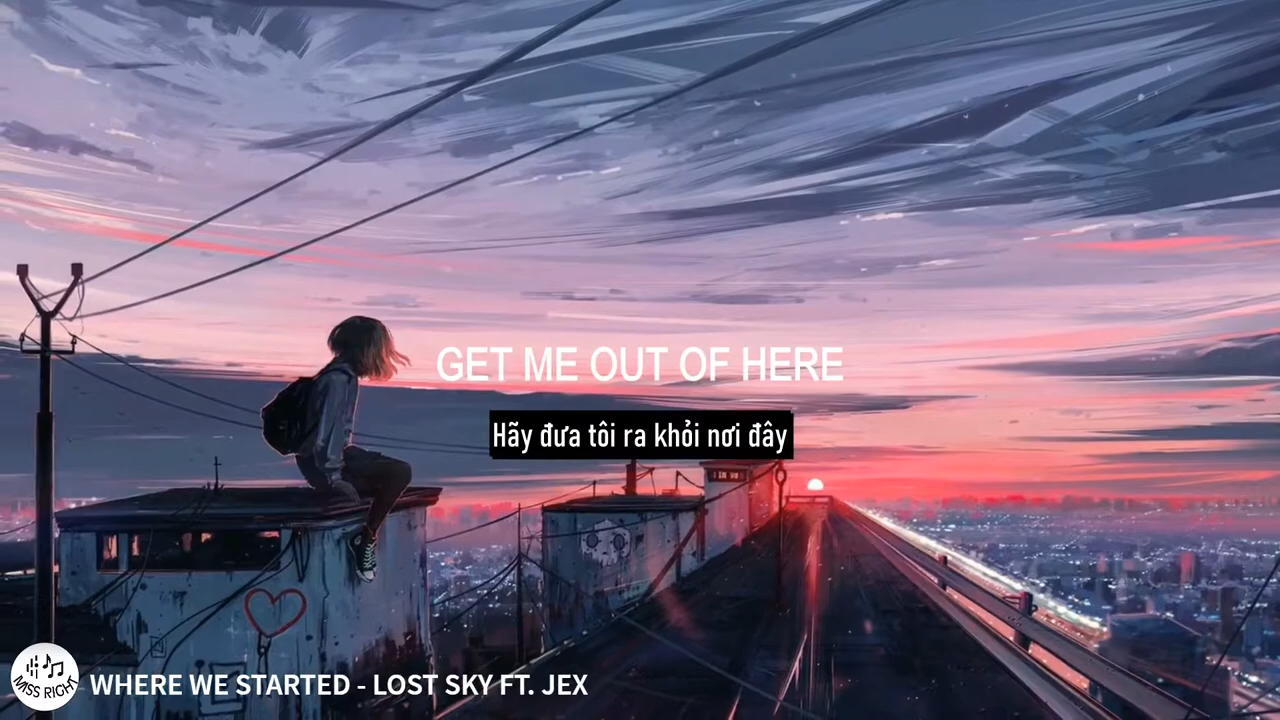 GET ME OUT OF HERE
Hãy đưa tôi ra khỏi nơi đây
MISS RIGHT
WHERE WE STARTED - LOST SKY FT. JEX